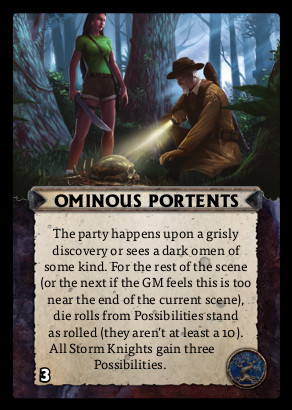 OMINOUS PORTENTS
The party happens upon a grisly
discovery or sees a dark omen of
some kind. For the rest of the scene
(or the next if the GM feels this is too
near the end of the current scene),
die rolls from Possibilities stand
as rolled (they aren't at least a 10).
All Storm Knights gain three
Possibilities.
3